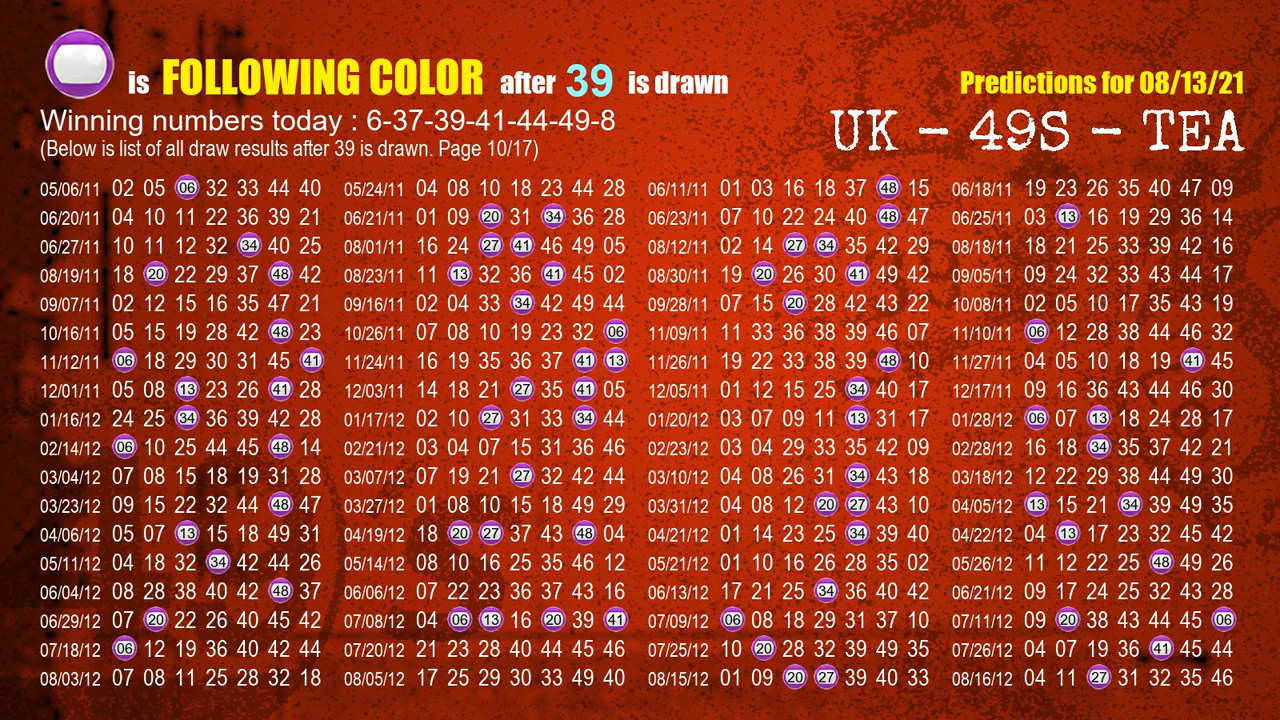 is FOLLOWING COLOR after 39 is drawn
Predictions for 08/13/21
Winning numbers today : 6-37-39-41-44-49-8
UK - 49S - TEA
(Below is list of all draw results after 39 is drawn. Page 10/17)
05/06/11 02 05 06 32 33 44 40 05/24/11 04 08 10 18 23 44 28 06/11/11 01 03 16 18 37 48 15 06/18/11 19 23 26 35 40 47 09
06/20/11 04 10 11 22 36 39 21 06/21/11 01 09 20 31 34 36 28 06/23/11 07 10 22 24 40 48 47 06/25/11 03 13 16 19 29 36 14
06/27/11 10 11 12 32 34 40 25 08/01/11 16 24 27 41 46 49 05 08/12/11 02 14 27 34 35 42 29 08/18/11 18 21 25 33 39 42 16
08/19/11 18 20 22 29 37 48 42 08/23/11 11 13 32 36 41 45 02 08/30/11 19 20 26 30 41 49 42 09/05/11 09 24 32 33 43 44 17
09/07/11 02 12 15 16 35 47 21 09/16/11 02 04 33 34 42 49 44 09/28/11 07 15 20 28 42 43 22 10/08/11 02 05 10 17 35 43 19
10/16/11 05 15 19 28 42 48 23 10/26/11 07 08 10 19 23 32 06 11/09/11 11 33 36 38 39 46 07 11/10/11 06 12 28 38 44 46 32
11/12/11 06 18 29 30 31 45 41 11/24/11 16 19 35 36 37 41 13 11/26/11 19 22 33 38 39 48 10 11/27/11 04 05 10 18 19 41 45
12/01/11 05 08 13 23 26 41 28 12/03/11 14 18 21 27 35 41 05 12/05/11 01 12 15 25 34 40 17 12/17/11 09 16 36 43 44 46 30
01/16/12 24 25 34 36 39 42 28 01/17/12 02 10 27 31 33 34 44 01/20/12 03 07 09 11 13 31 17 01/28/12 06 07 13 18 24 28 17
02/14/12 06 10 25 44 45 48 14 02/21/12 03 04 07 15 31 36 46 02/23/12 03 04 29 33 35 42 09 02/28/12 16 18 34 35 37 42 21
03/04/12 07 08 15 18 19 31 28 03/07/12 07 19 21 27 32 42 44 03/10/12 04 08 26 31 34 43 18 03/18/12 12 22 29 38 44 49 30
03/23/12 09 15 22 32 44 48 47 03/27/12 01 08 10 15 18 49 29 03/31/12 04 08 12 20 27 43 10 04/05/12 13 15 21 34 39 49 35
04/06/12 05 07 13 15 18 49 31 04/19/12 18 20 27 37 43 48 04 04/21/12 01 14 23 25 34 39 40 04/22/12 04 13 17 23 32 45 42
05/11/12 04 18 32 34 42 44 26 05/14/12 08 10 16 25 35 46 12 05/21/12 01 10 16 26 28 35 02 05/26/12 11 12 22 25 48 49 26
06/04/12 08 28 38 40 42 48 37 06/06/12 07 22 23 36 37 43 16 06/13/12 17 21 25 34 36 40 42 06/21/12 09 17 24 25 32 43 28
06/29/12 07 20 22 26 40 45 42 07/08/12 04 06 13 16 20 39 41 07/09/12 06 08 18 29 31 37 10 07/11/12 09 20 38 43 44 45 06
07/18/12 06 12 19 36 40 42 44 07/20/12 21 23 28 40 44 45 46 07/25/12 10 20 28 32 39 49 35 07/26/12 04 07 19 36 41 45 44
08/03/12 07 08 11 25 28 32 18 08/05/12 17 25 29 30 33 49 40 08/15/12 01 09 20 27 39 40 33 08/16/12 04 11 27 31 32 35 46